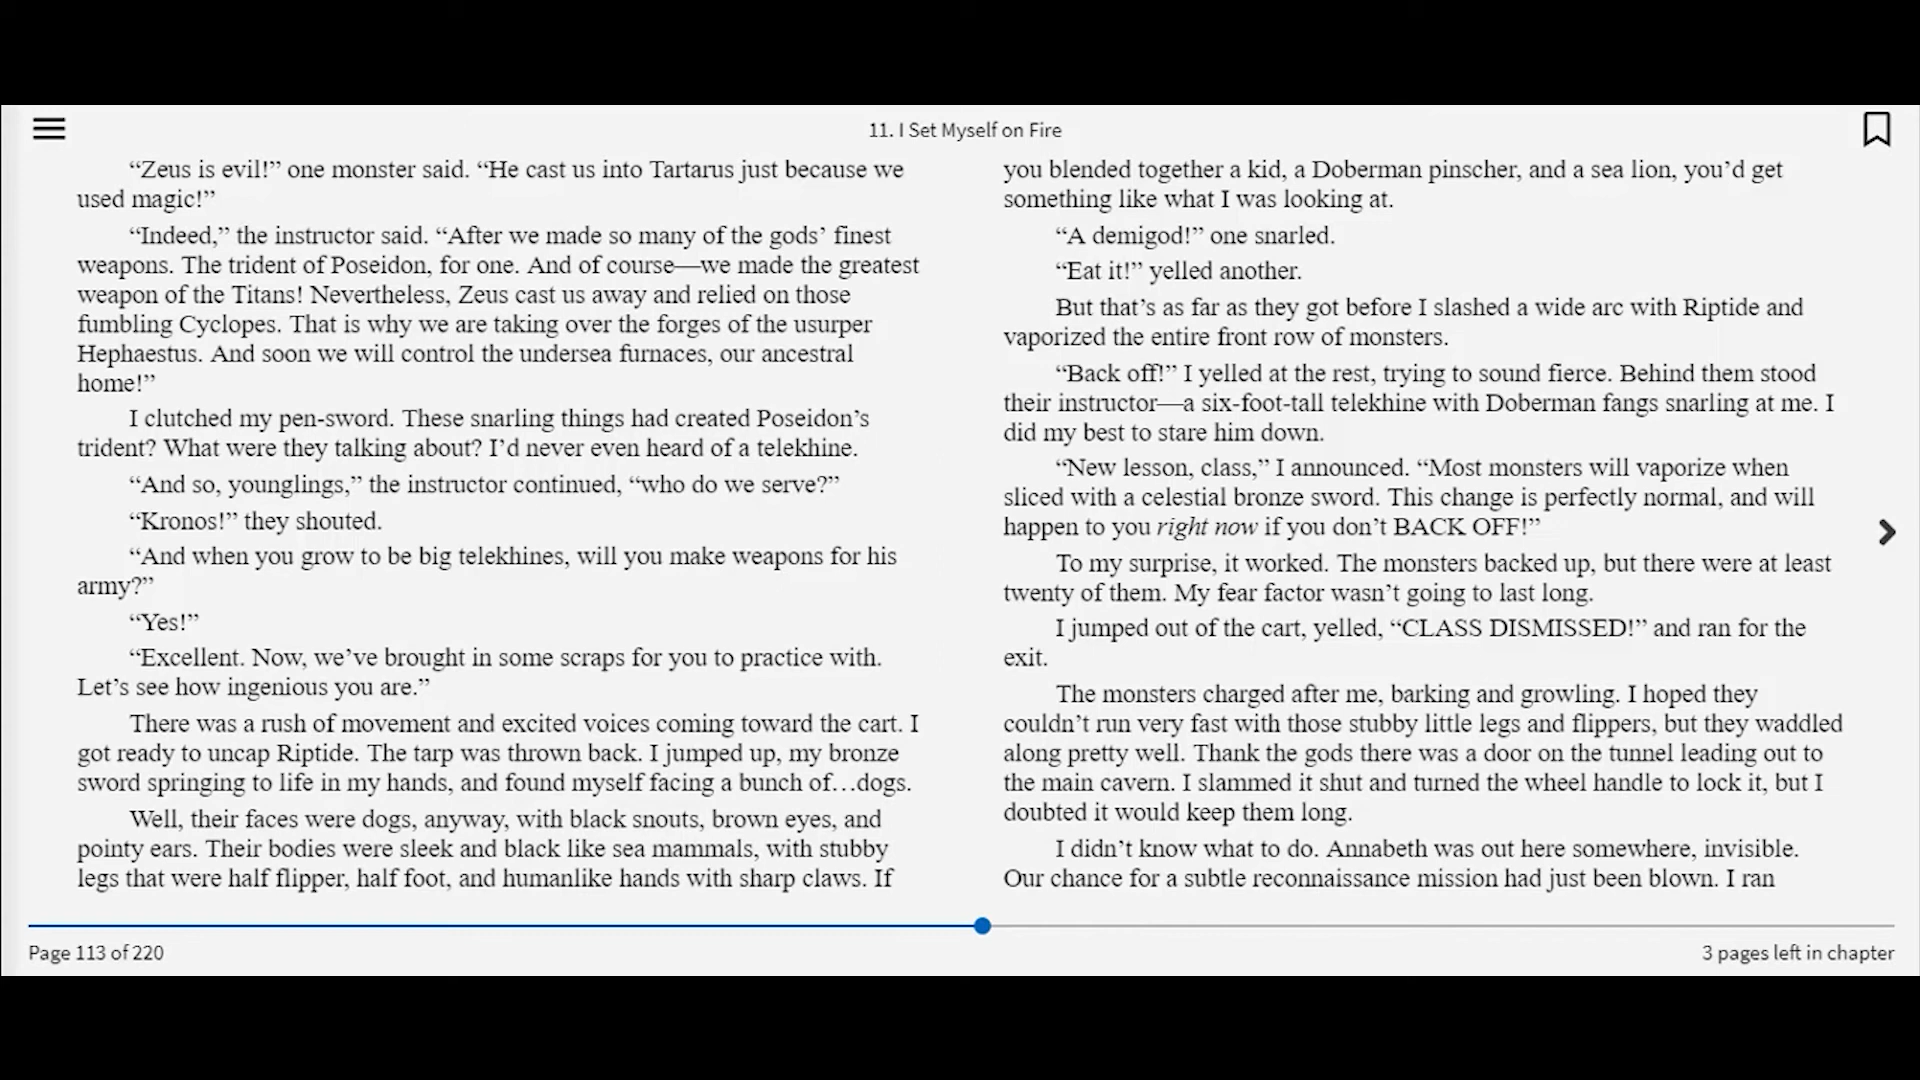 11. I Set Myself on Fire
“Zeus is evil!” one monster said. “He cast us into Tartarus just because we
used magic!”
“Indeed,” the instructor said. “After we made so many of the gods’ finest
weapons. The trident of Poseidon, for one. And of course—we made the greatest
weapon of the Titans! Nevertheless, Zeus cast us away and relied on those
fumbling Cyclopes. That is why we are taking over the forges of the usurper
Hephaestus. And soon we will control the undersea furnaces, our ancestral
home!”
I clutched my pen-sword. These snarling things had created Poseidon’s
trident? What were they talking about? I’d never even heard of a telekhine.
“And so, younglings,” the instructor continued, “who do we serve?”
“Kronos!” they shouted.
“And when you grow to be big telekhines, will you make weapons for his
army?”
“Yes!”
“Excellent. Now, we’ve brought in some scraps for you to practice with.
Let’s see how ingenious you are.”
There was a rush of movement and excited voices coming toward the cart. I
got ready to uncap Riptide. The tarp was thrown back. I jumped up, my bronze
sword springing to life in my hands, and found myself facing a bunch of…dogs.
Well, their faces were dogs, anyway, with black snouts, brown eyes, and
pointy ears. Their bodies were sleek and black like sea mammals, with stubby
legs that were half flipper, half foot, and humanlike hands with sharp claws. If
you blended together a kid, a Doberman pinscher, and a sea lion, you’d get
something like what I was looking at.
“A demigod!” one snarled.
“Eat it!” yelled another.
But that’s as far as they got before I slashed a wide arc with Riptide and
vaporized the entire front row of monsters.
“Back off!” I yelled at the rest, trying to sound fierce. Behind them stood
their instructor—a six-foot-tall telekhine with Doberman fangs snarling at me. I
did my best to stare him down.
“New lesson, class,” I announced. “Most monsters will vaporize when
sliced with a celestial bronze sword. This change is perfectly normal, and will
happen to you right now if you don’t BACK OFF!”
To my surprise, it worked. The monsters backed up, but there were at least
twenty of them. My fear factor wasn’t going to last long.
I jumped out of the cart, yelled, “CLASS DISMISSED!” and ran for the
exit.
The monsters charged after me, barking and growling. I hoped they
couldn’t run very fast with those stubby little legs and flippers, but they waddled
along pretty well. Thank the gods there was a door on the tunnel leading out to
the main cavern. I slammed it shut and turned the wheel handle to lock it, but I
doubted it would keep them long.
I didn’t know what to do. Annabeth was out here somewhere, invisible.
Our chance for a subtle reconnaissance mission had just been blown. I ran
Page 113 of 220
3 pages left in chapter